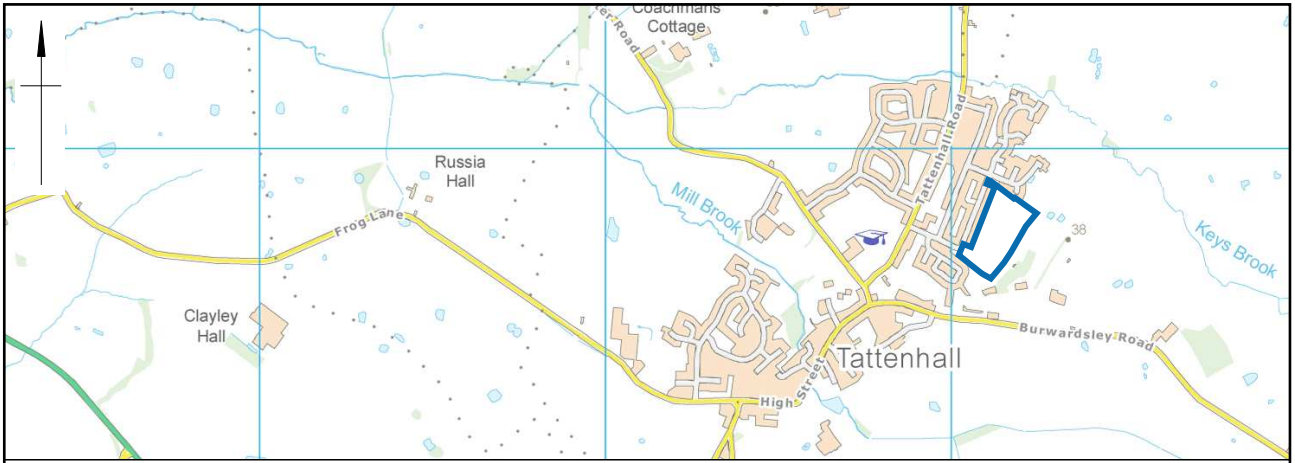 Coachmans
Cottage
ter Road
Russia
Hall
Frog Lane
Mill Brook
Tattenhall Road
Keys Brook
38
Clayley
Hall
Burwardsley Road
Tattenhall
High Street